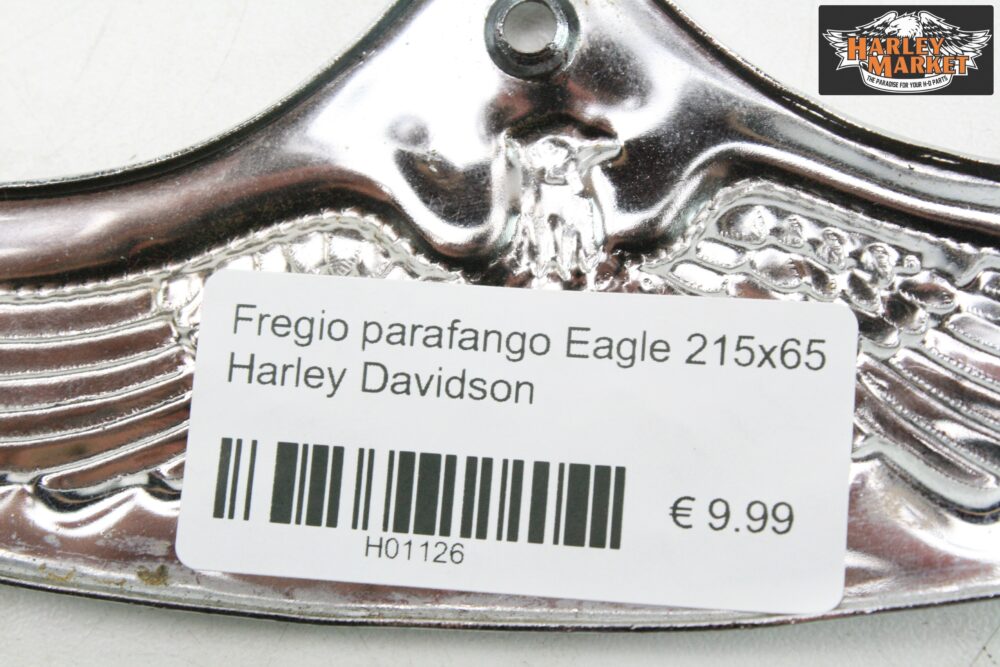 HARLEY
MARKET
THE PARADISE FOR YOUR H-D PARTS
Fregio parafango Eagle 215x65
Harley Davidson
€ 9.99
H01126